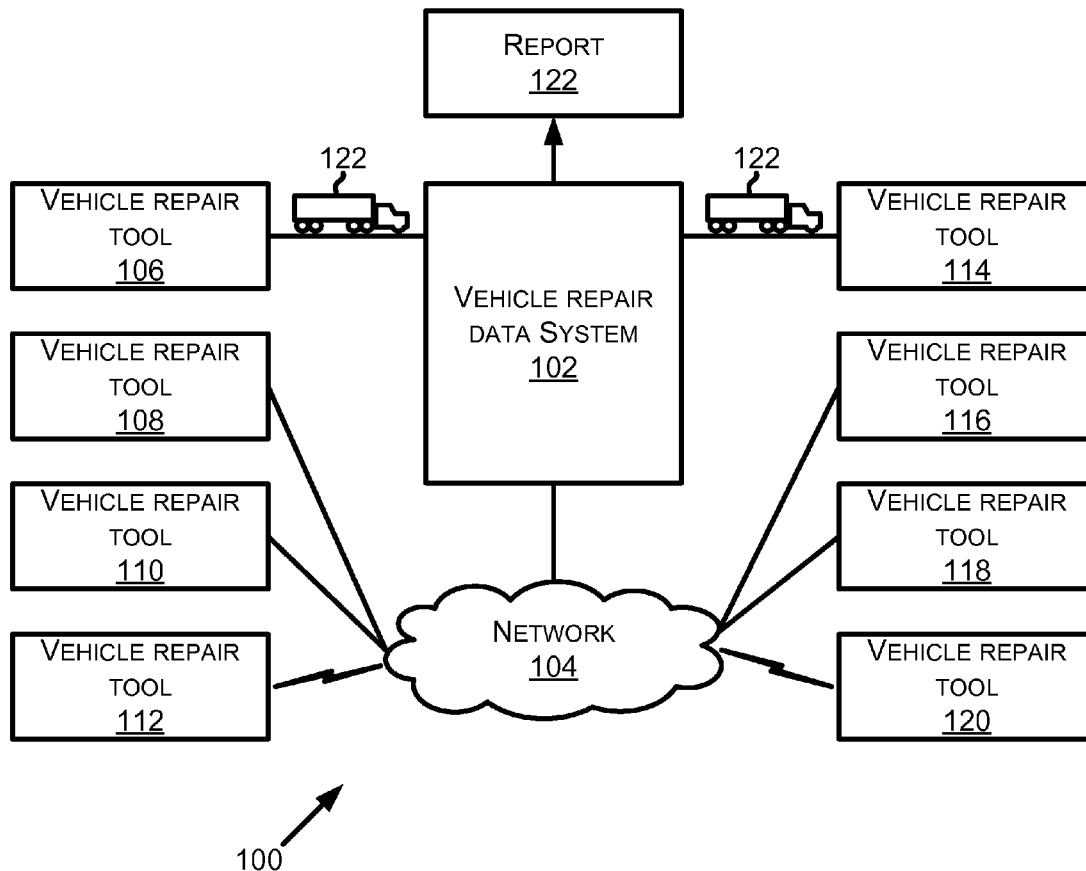 REPORT
122
122
122
VEHICLE REPAIR
TOOL
106
VEHICLE REPAIR
DATA SYSTEM
102
VEHICLE REPAIR
TOOL
114
VEHICLE REPAIR
TOOL
108
VEHICLE REPAIR
TOOL
116
VEHICLE REPAIR
TOOL
110
VEHICLE REPAIR
TOOL
118
NETWORK
104
VEHICLE REPAIR
TOOL
112
VEHICLE REPAIR
TOOL
120
100